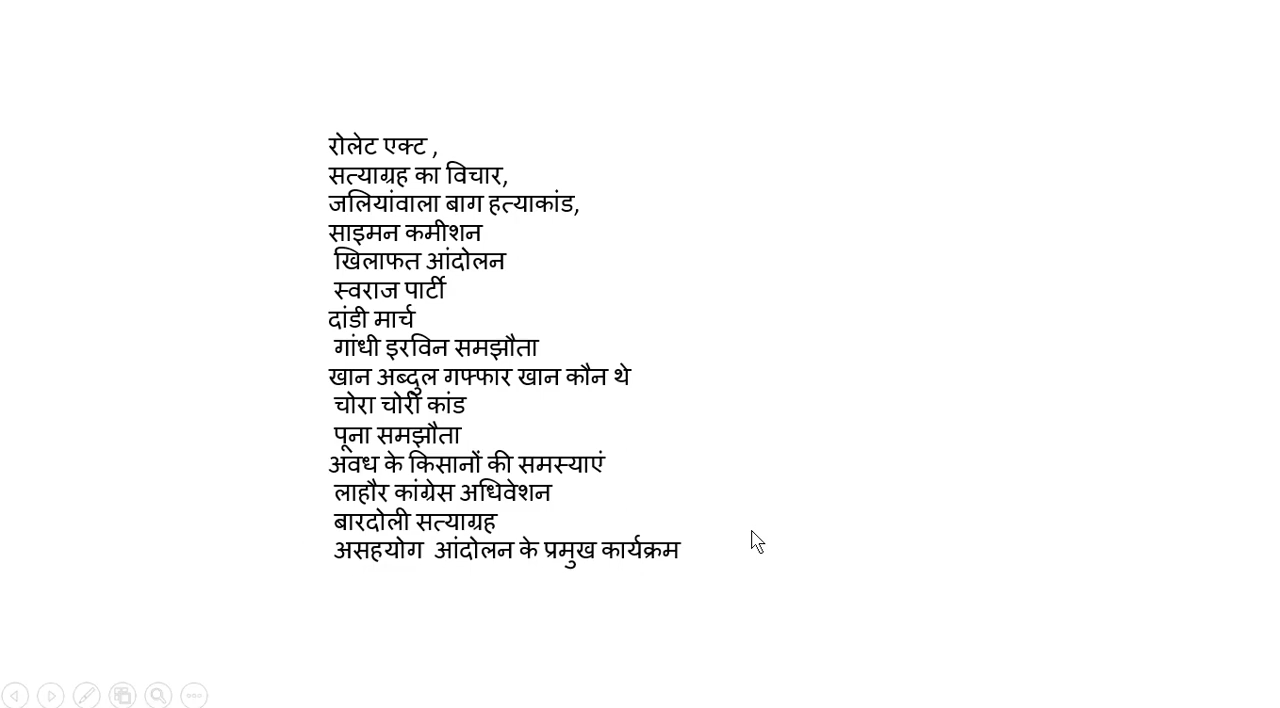 रोलेट एक्ट ,
सत्याग्रह का विचार,
जलियांवाला बाग हत्याकांड,
साइमन कमीशन
खिलाफत आंदोलन
स्वराज पार्टी
दांडी मार्च
गांधी इरविन समझौता
खान अब्दुल गफ्फार खान कौन थे
चोरा चोरी कांड
पूना समझौता
अवध के किसानों की समस्याएं
लाहौर कांग्रेस अधिवेशन
बारदोली सत्याग्रह
असहयोग  आंदोलन के प्रमुख कार्यक्रम